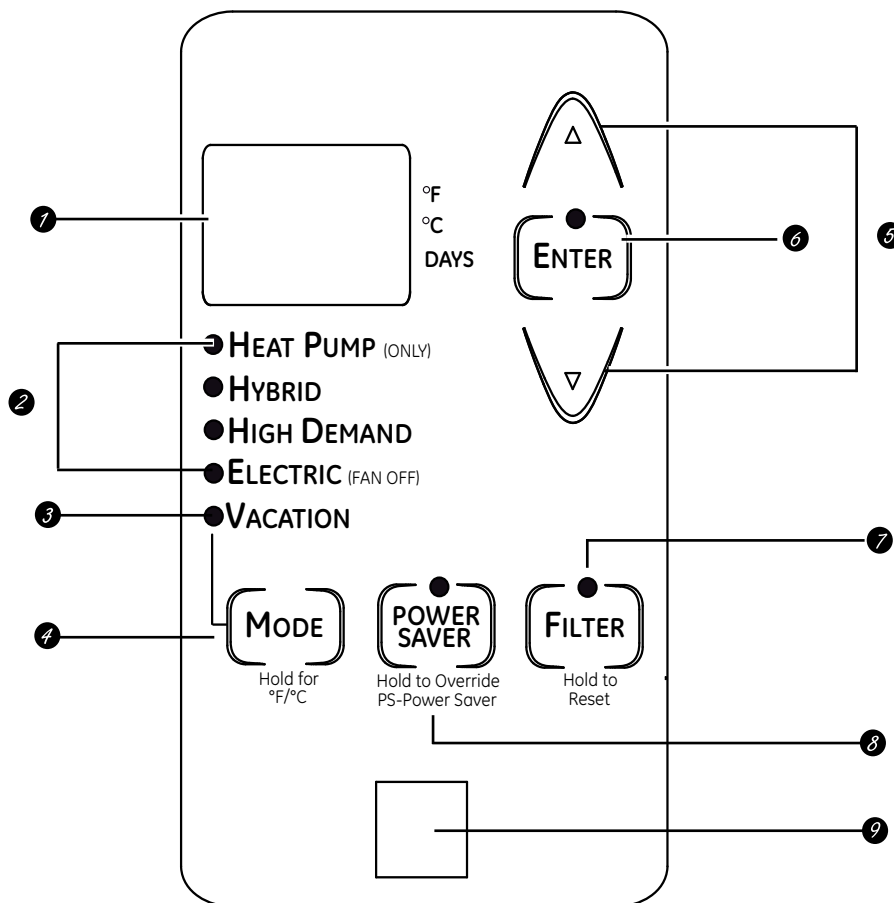 °F
°C
DAYS
△
ENTER
▽
1
6
5
HEAT PUMP (ONLY)
HYBRID
HIGH DEMAND
ELECTRIC (FAN OFF)
VACATION
2
3
7
4
MODE
Hold for
°F/°C
POWER
SAVER
Hold to Override
PS-Power Saver
FILTER
Hold to
Reset
8
9